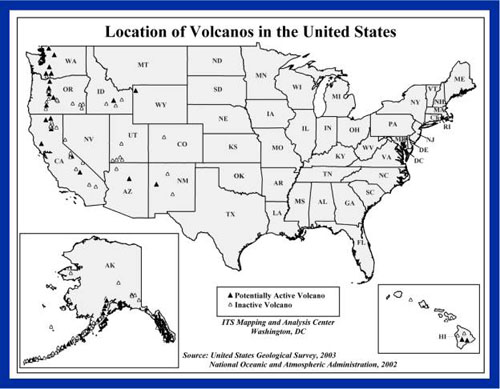 Location of Volcanos in the United States
WA
MT
ND
MN
ME
OR
ID
SD
WI
MI
VT
NH
NY
MA
CT
RI
WY
IA
NE
PA
NJ
NV
UT
CO
IL
IN
OH
MD
DE
DC
WV
VA
KS
MO
KY
CA
AZ
NM
OK
AR
TN
NC
SC
TX
LA
MS
AL
GA
FL
AK
HI
Potentially Active Volcano
Inactive Volcano
ITS Mapping and Analysis Center
Washington, DC
Source: United States Geological Survey, 2003
National Oceanic and Atmospheric Administration, 2002